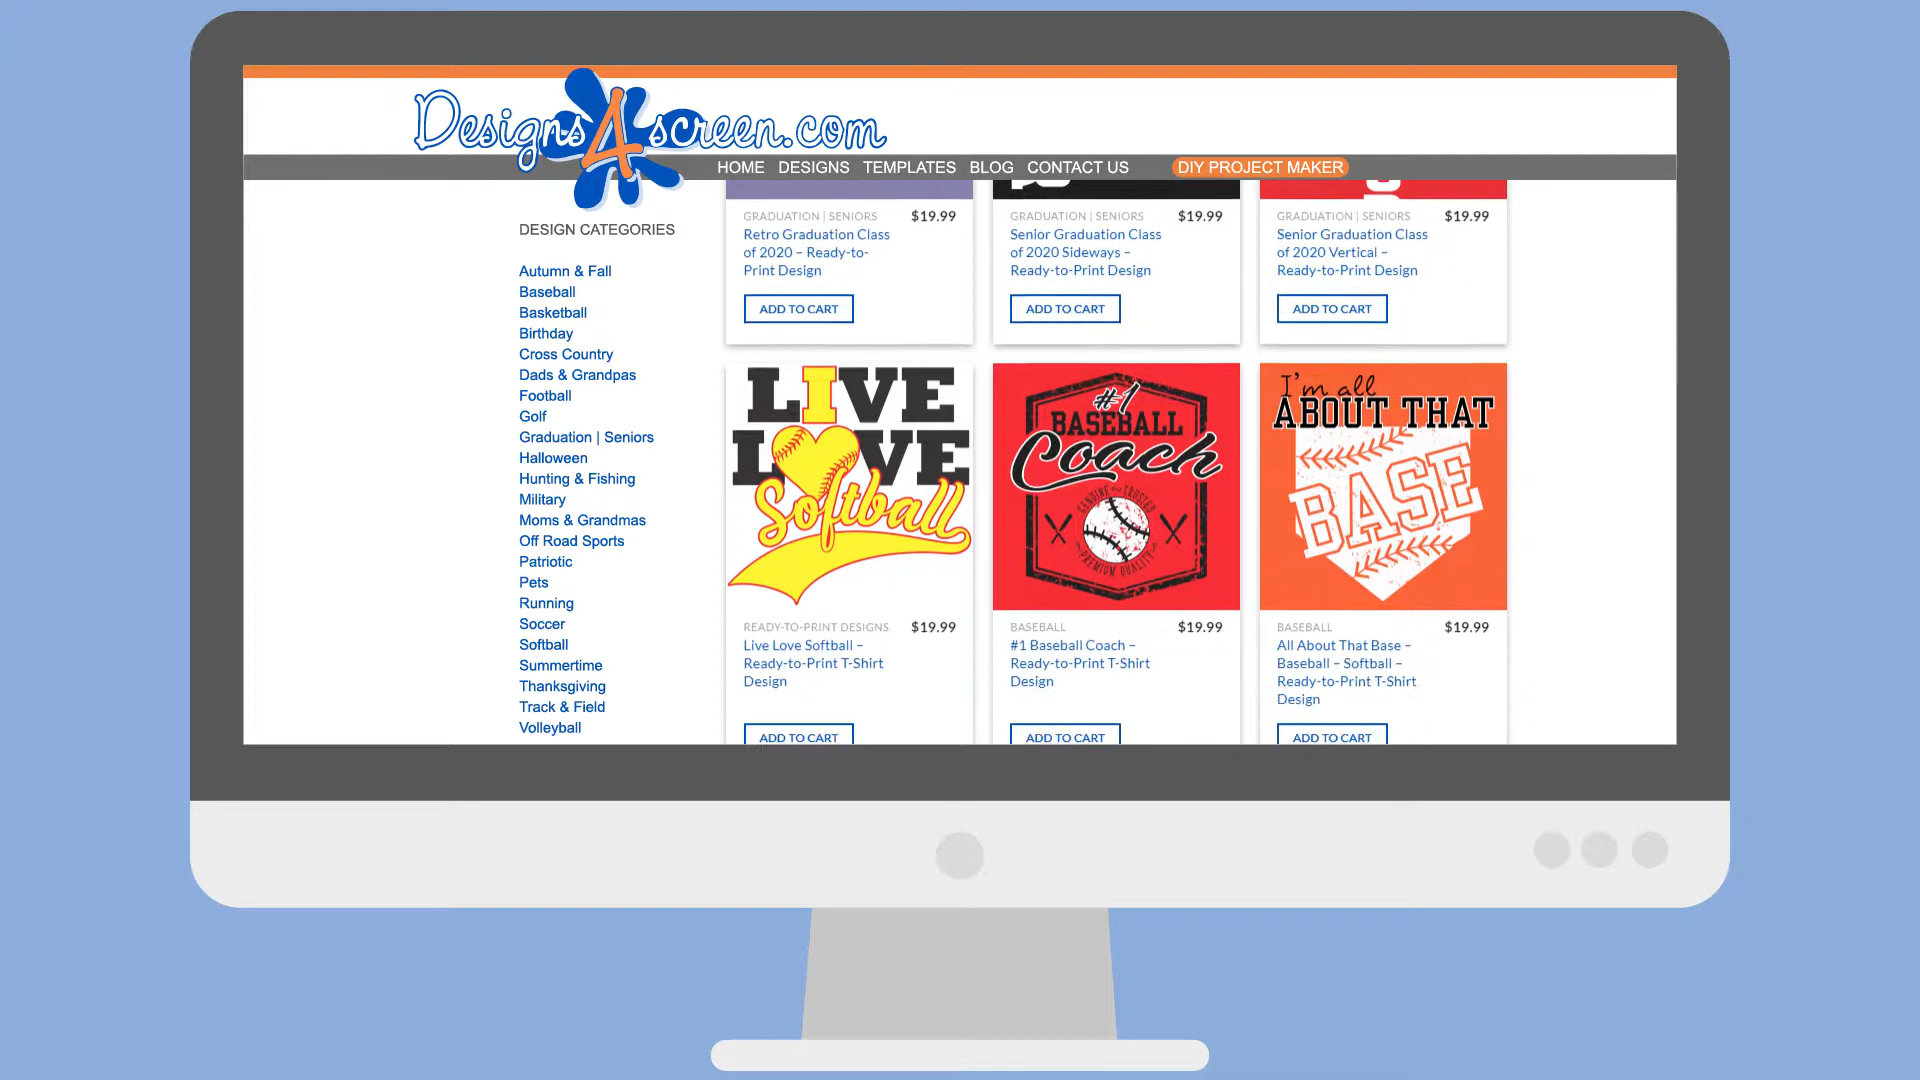 Designs4screen.com
HOME DESIGNS TEMPLATES BLOG CONTACT US DIY PROJECT MAKER
DESIGN CATEGORIES
Autumn & Fall
Baseball
Basketball
Birthday
Cross Country
Dads & Grandpas
Football
Golf
Graduation | Seniors
Halloween
Hunting & Fishing
Military
Moms & Grandmas
Off Road Sports
Patriotic
Pets
Running
Soccer
Softball
Summertime
Thanksgiving
Track & Field
Volleyball
GRADUATION | SENIORS $19.99
Retro Graduation Class
of 2020 – Ready-to-
Print Design
ADD TO CART
GRADUATION | SENIORS $19.99
Senior Graduation Class
of 2020 Sideways –
Ready-to-Print Design
ADD TO CART
GRADUATION | SENIORS $19.99
Senior Graduation Class
of 2020 Vertical –
Ready-to-Print Design
ADD TO CART
LIVE
LOVE
Softball
READY-TO-PRINT DESIGNS $19.99
Live Love Softball –
Ready-to-Print T-Shirt
Design
ADD TO CART
#1
BASEBALL
Coach
GENUINE TRUSTED
PREMIUM QUALITY
BASEBALL $19.99
#1 Baseball Coach –
Ready-to-Print T-Shirt
Design
ADD TO CART
I'm all
ABOUT THAT
BASE
BASEBALL $19.99
All About That Base –
Baseball – Softball –
Ready-to-Print T-Shirt
Design
ADD TO CART